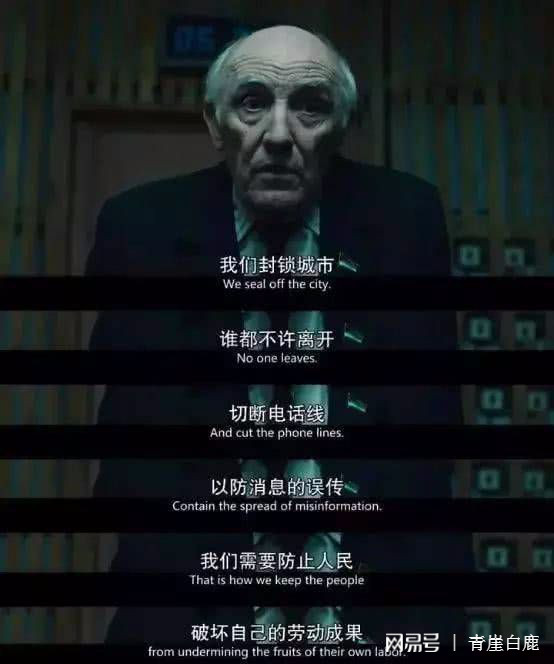 我们封锁城市
We seal off the city.
谁都不许离开
No one leaves.
切断电话线
And cut the phone lines.
以防消息的误传
Contain the spread of misinformation.
我们需要防止人民
That is how we keep the people
破坏自己的劳动成果
from undermining the fruits of their own labor.
网易号 | 青崖白鹿